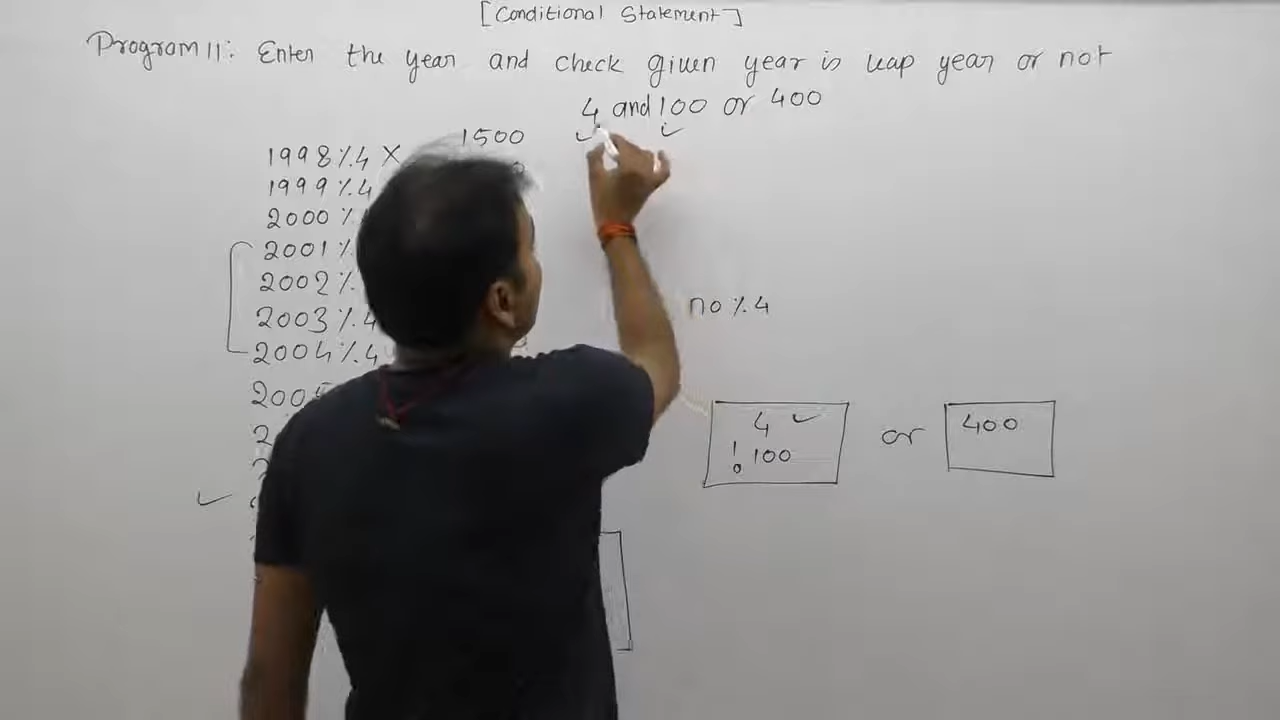 [Conditional Statement]
Program 11: Enter the year and check given year is leap year or not
4 and 100 or 400
1500
1998%4 X
1999%4
2000%
2001%
2002%
2003%4
2004%4
no%4
4
!100
or
400